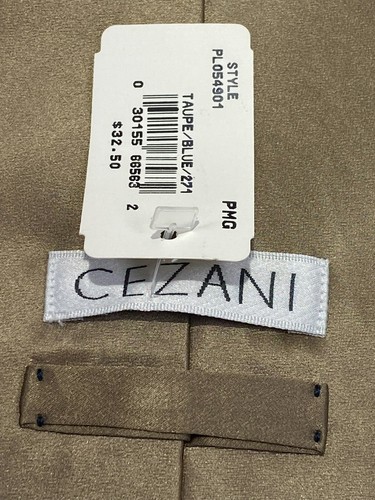 STYLE
PL054901
TAUPE/BLUE/271
0 30155 66563 2
$32.50
PMG
CEZANI